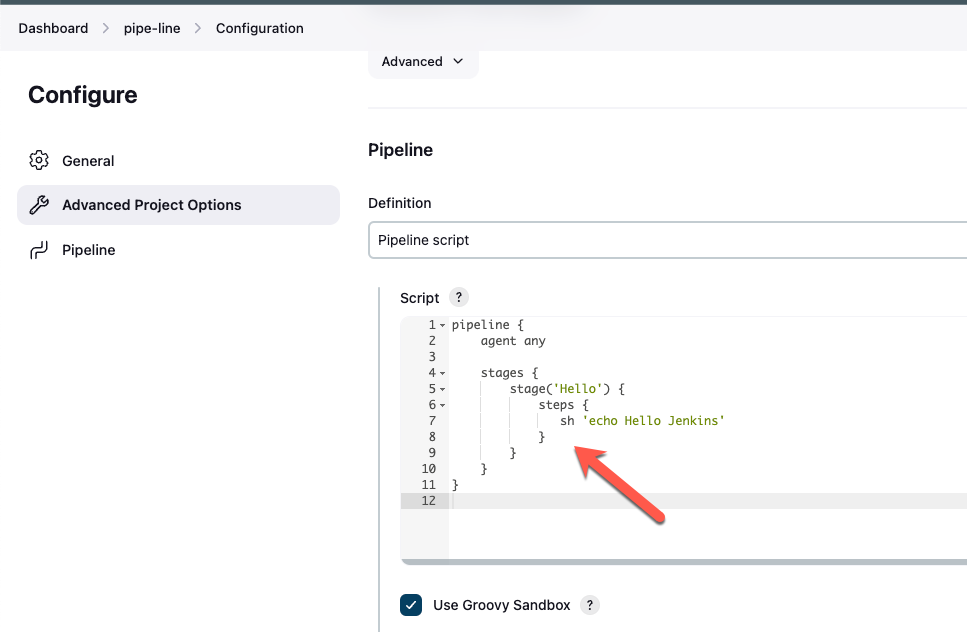 Dashboard > pipe-line > Configuration
Configure
General
Advanced Project Options
Pipeline
Advanced
Pipeline
Definition
Pipeline script
Script ?
1 pipeline {
2     agent any
3
4     stages {
5         stage('Hello') {
6             steps {
7                sh 'echo Hello Jenkins'
8             }
9         }
10     }
11 }
12
Use Groovy Sandbox ?